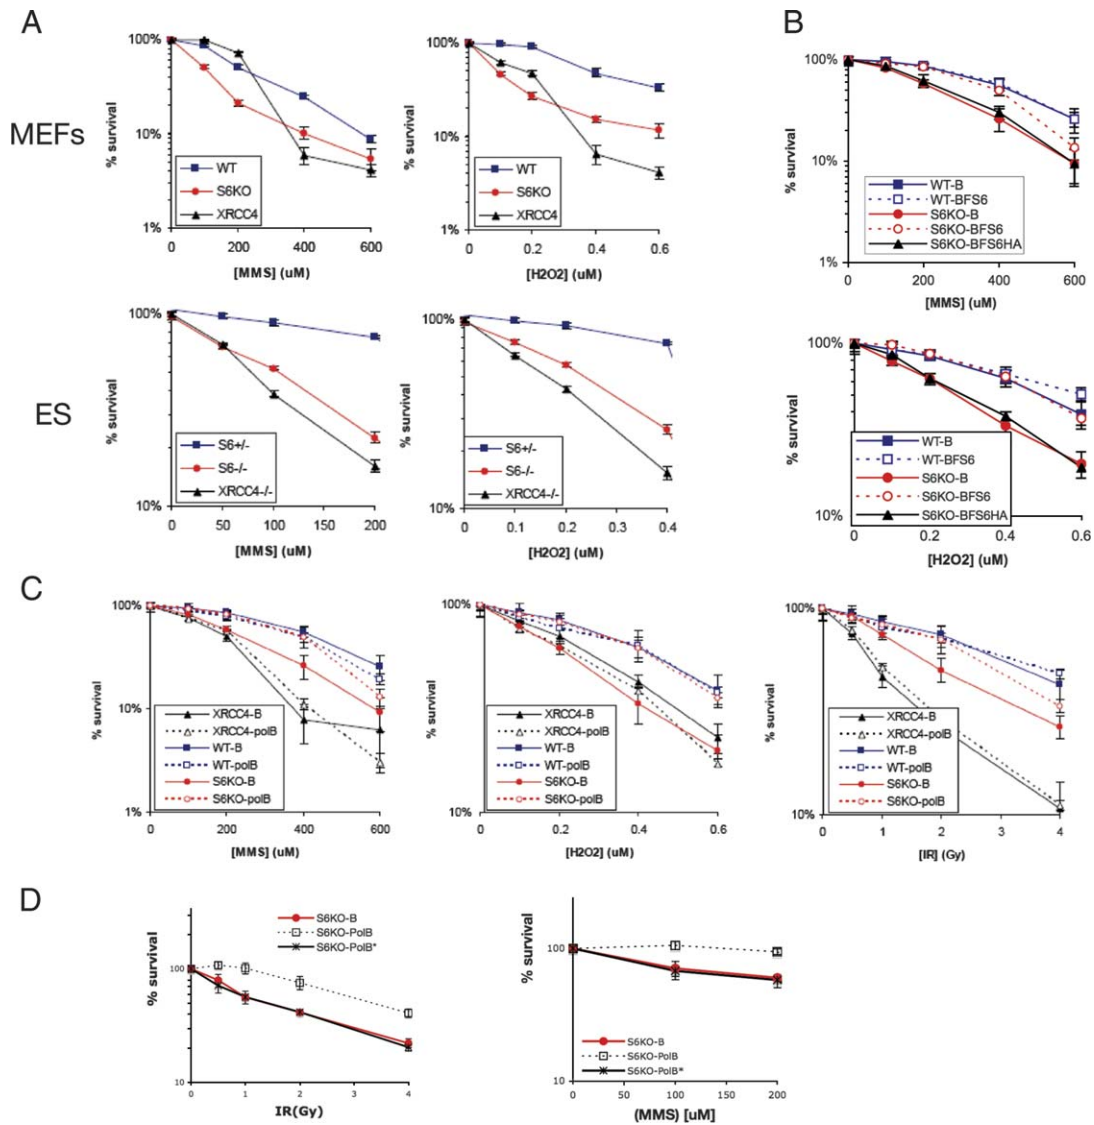 A
B
MEFs
% survival
100%
10%
1%
WT
S6KO
XRCC4
0
200
400
600
[MMS] (uM)
% survival
100%
10%
1%
WT
S6KO
XRCC4
0
0.2
0.4
0.6
[H2O2] (uM)
% survival
100%
10%
1%
WT-B
WT-BFS6
S6KO-B
S6KO-BFS6
S6KO-BFS6HA
0
200
400
600
[MMS] (uM)
ES
% survival
100%
10%
S6+/-
S6-/-
XRCC4-/-
0
50
100
150
200
[MMS] (uM)
% survival
100%
10%
S6+/-
S6-/-
XRCC4-/-
0
0.1
0.2
0.3
0.4
[H2O2] (uM)
% survival
100%
10%
WT-B
WT-BFS6
S6KO-B
S6KO-BFS6
S6KO-BFS6HA
0
0.2
0.4
0.6
[H2O2] (uM)
C
% survival
100%
10%
1%
XRCC4-B
XRCC4-polB
WT-B
WT-polB
S6KO-B
S6KO-polB
0
200
400
600
[MMS] (uM)
% survival
100%
10%
XRCC4-B
XRCC4-polB
WT-B
WT-polB
S6KO-B
S6KO-polB
0
0.2
0.4
0.6
[H2O2] (uM)
% survival
100%
10%
XRCC4-B
XRCC4-polB
WT-B
WT-polB
S6KO-B
S6KO-polB
0
1
2
3
4
[IR] (Gy)
D
% survival
100
10
S6KO-B
S6KO-PolB
S6KO-PolB*
0
1
2
3
4
IR(Gy)
% survival
100
10
S6KO-B
S6KO-PolB
S6KO-PolB*
0
50
100
150
200
(MMS) [uM]